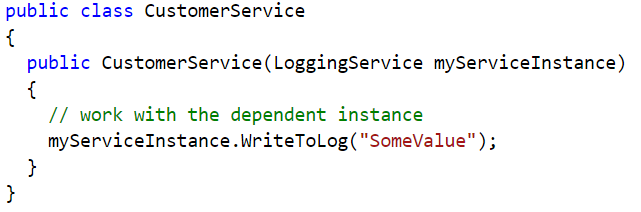 public class CustomerService
{
  public CustomerService(LoggingService myServiceInstance)
  {
    // work with the dependent instance
    myServiceInstance.WriteToLog("SomeValue");
  }
}